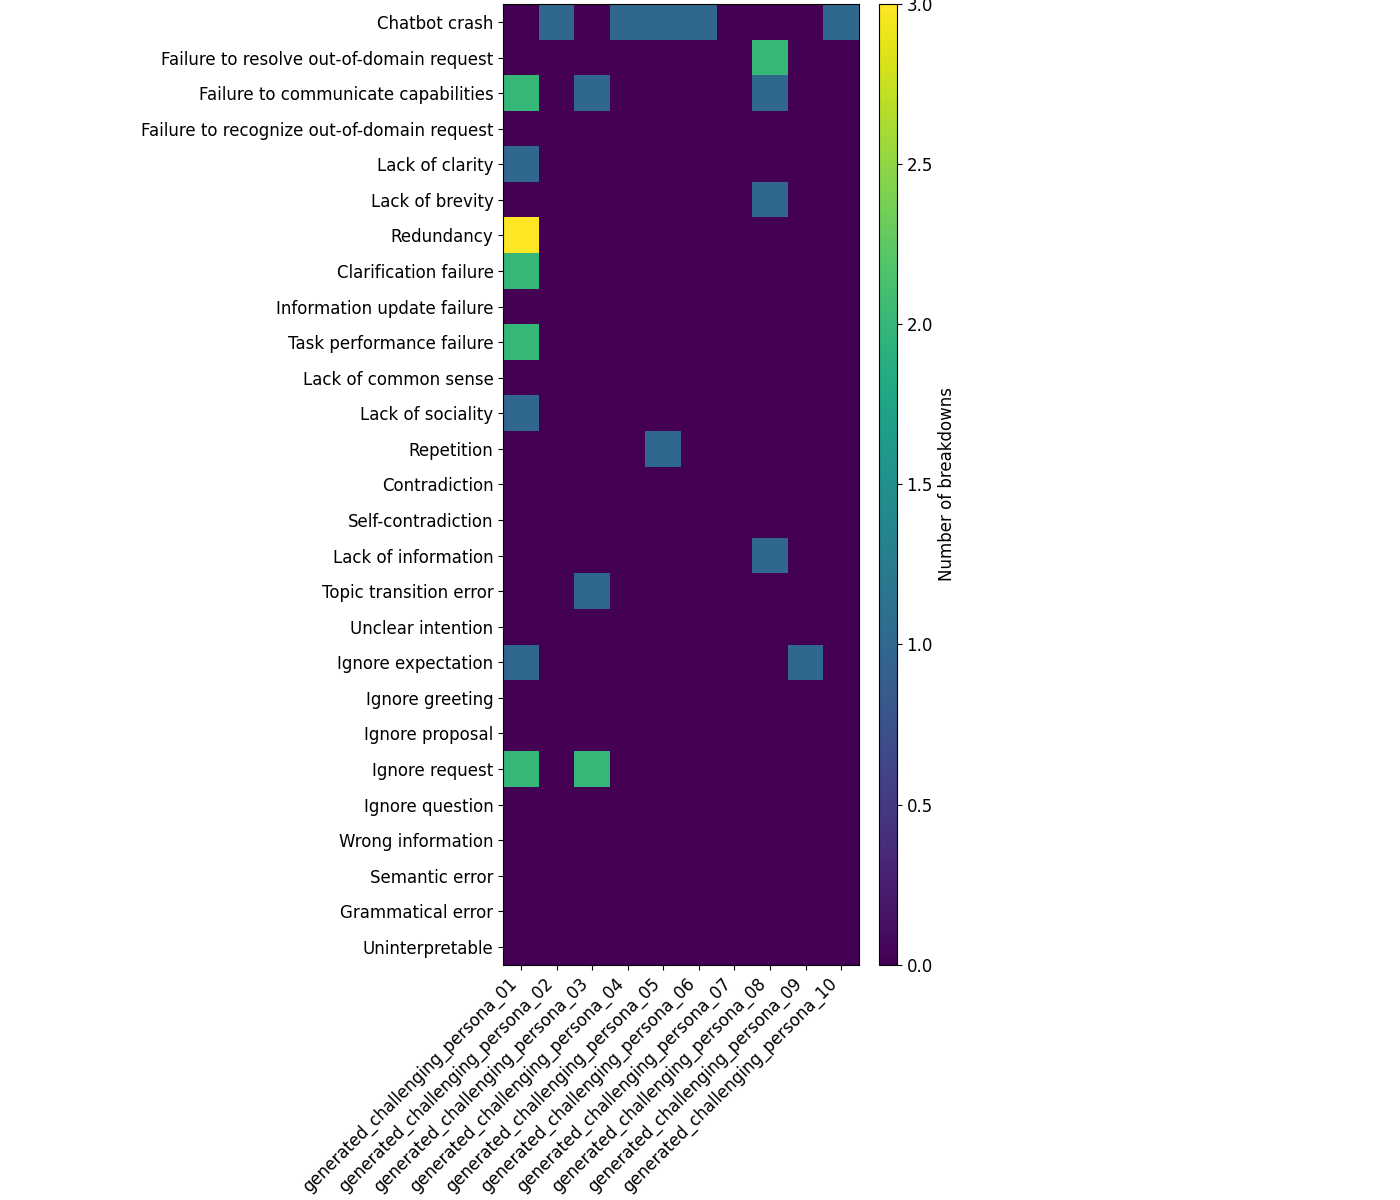 Chatbot crash
Failure to resolve out-of-domain request
Failure to communicate capabilities
Failure to recognize out-of-domain request
Lack of clarity
Lack of brevity
Redundancy
Clarification failure
Information update failure
Task performance failure
Lack of common sense
Lack of sociality
Repetition
Contradiction
Self-contradiction
Lack of information
Topic transition error
Unclear intention
Ignore expectation
Ignore greeting
Ignore proposal
Ignore request
Ignore question
Wrong information
Semantic error
Grammatical error
Uninterpretable
generated_challenging_persona_01
generated_challenging_persona_02
generated_challenging_persona_03
generated_challenging_persona_04
generated_challenging_persona_05
generated_challenging_persona_06
generated_challenging_persona_07
generated_challenging_persona_08
generated_challenging_persona_09
generated_challenging_persona_10
3.0
2.5
2.0
1.5
1.0
0.5
0.0
Number of breakdowns